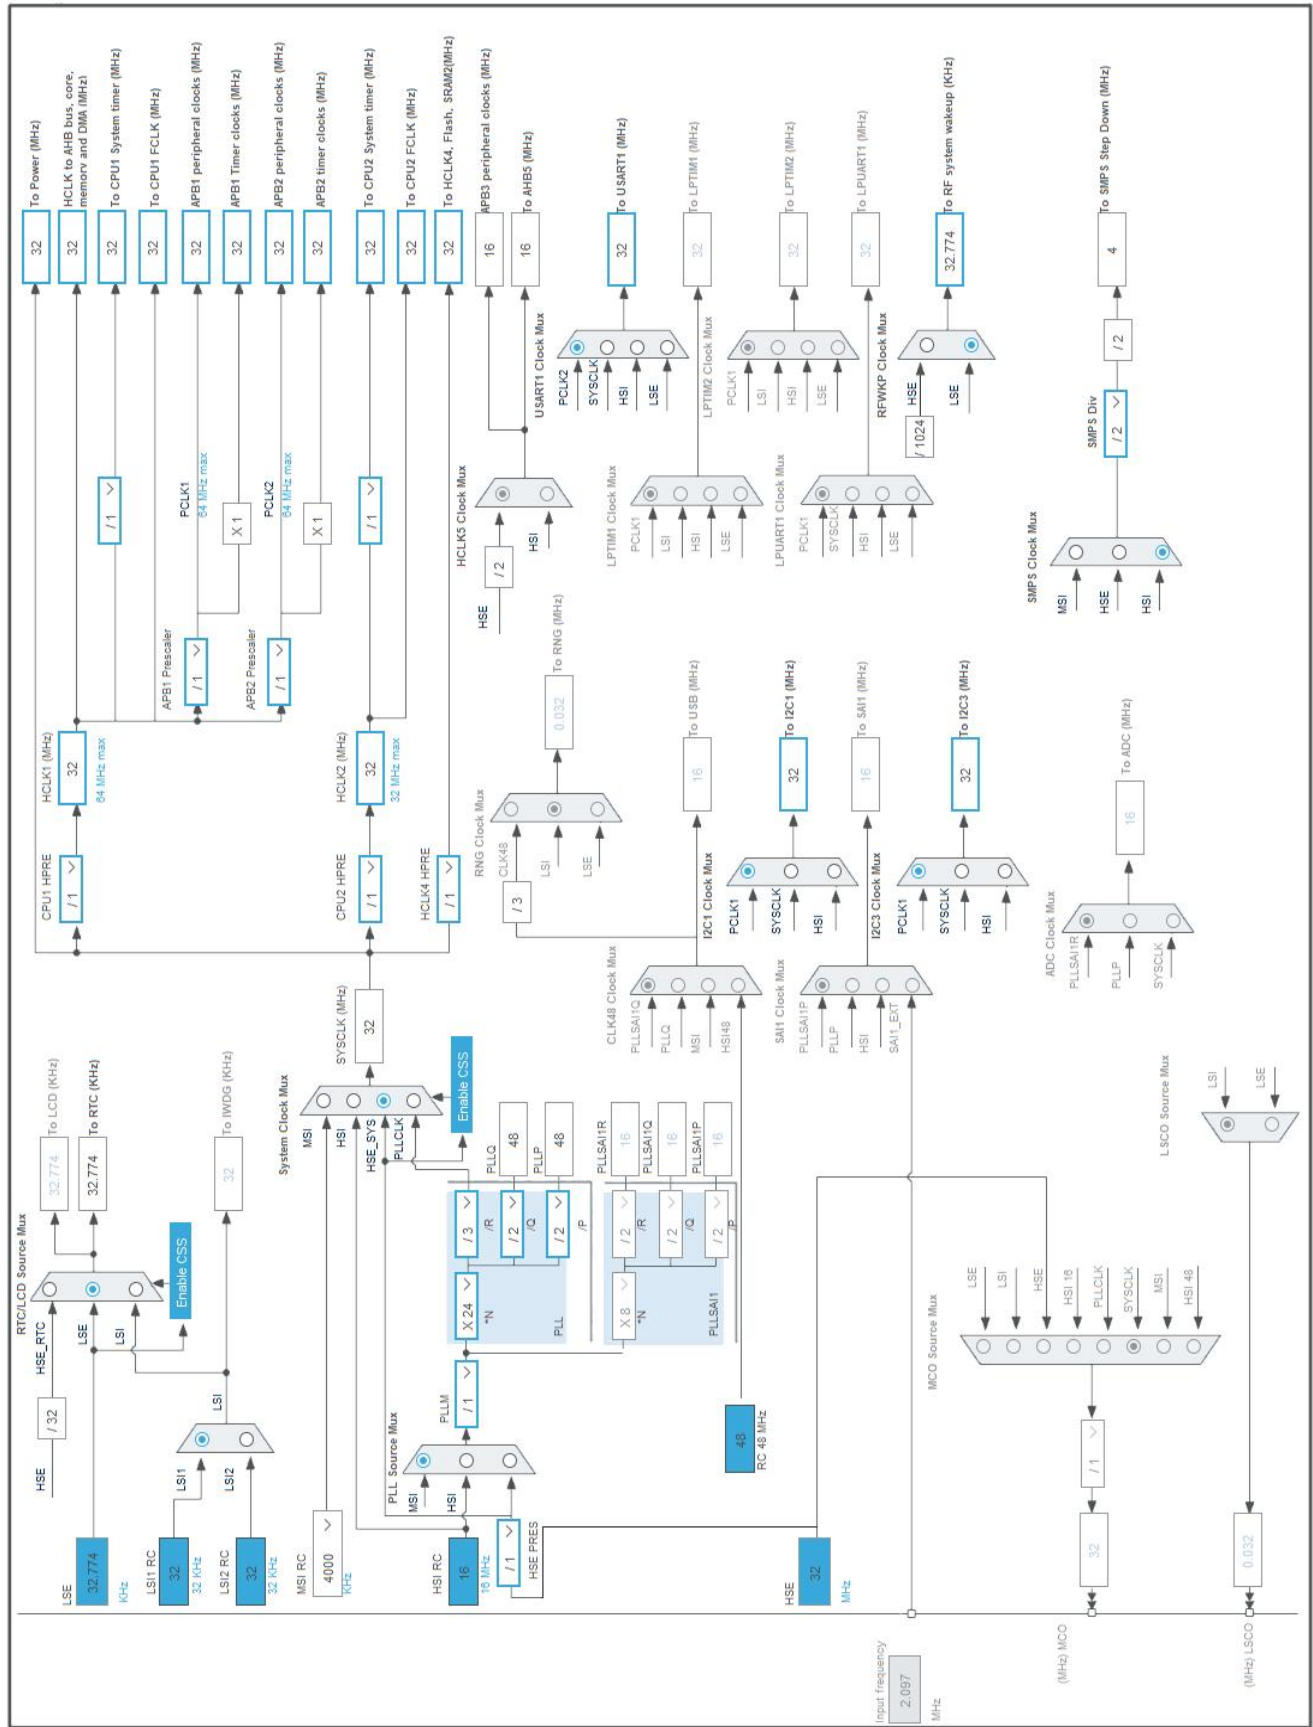 LSE
32.774
KHz
HSE
/ 32
HSE_RTC
LSE
LSI
RTC/LCD Source Mux
Enable CSS
32.774
To LCD (KHz)
32.774
To RTC (KHz)
LSI1 RC
32
32 KHz
LSI1
LSI2 RC
32
32 KHz
LSI2
LSI
32
To IWDG (KHz)
MSI RC
4000
KHz
HSI RC
16
16 MHz
/ 1
HSE PRES
PLL Source Mux
MSI
HSI
PLLM
/ 1
X 24
*N
PLL
/ 3
/R
/ 2
/Q
/ 2
/P
PLLQ
48
PLLP
48
X 8
*N
PLLSAI1
/ 2
/R
/ 2
/Q
/ 2
/P
PLLSAI1R
16
PLLSAI1Q
16
PLLSAI1P
16
System Clock Mux
MSI
HSI
HSE_SYS
PLLCLK
Enable CSS
SYSCLK (MHz)
32
CPU1 HPRE
/ 1
HCLK1 (MHz)
32
64 MHz max
CPU2 HPRE
/ 1
HCLK2 (MHz)
32
32 MHz max
HCLK4 HPRE
/ 1
/ 1
APB1 Prescaler
/ 1
PCLK1
64 MHz max
X 1
APB2 Prescaler
/ 1
PCLK2
64 MHz max
X 1
/ 1
32
To Power (MHz)
32
HCLK to AHB bus, core,
memory and DMA (MHz)
32
To CPU1 System timer (MHz)
32
To CPU1 FCLK (MHz)
32
APB1 peripheral clocks (MHz)
32
APB1 Timer clocks (MHz)
32
APB2 peripheral clocks (MHz)
32
APB2 timer clocks (MHz)
32
To CPU2 System timer (MHz)
32
To CPU2 FCLK (MHz)
32
To HCLK4, Flash, SRAM2(MHz)
16
APB3 peripheral clocks (MHz)
16
To AHB5 (MHz)
HSE
/ 2
HSI
HCLK5 Clock Mux
USART1 Clock Mux
PCLK2
SYSCLK
HSI
LSE
32
To USART1 (MHz)
LPTIM1 Clock Mux
PCLK1
LSI
HSI
LSE
32
To LPTIM1 (MHz)
LPTIM2 Clock Mux
PCLK1
LSI
HSI
LSE
32
To LPTIM2 (MHz)
LPUART1 Clock Mux
PCLK1
SYSCLK
HSI
LSE
32
To LPUART1 (MHz)
RFWKP Clock Mux
HSE
/ 1024
LSE
32.774
To RF system wakeup (KHz)
SMPS Clock Mux
MSI
HSE
HSI
SMPS Div
/ 2
/ 2
4
To SMPS Step Down (MHz)
RNG Clock Mux
/ 3
CLK48
LSI
LSE
0.032
To RNG (MHz)
48
RC 48 MHz
CLK48 Clock Mux
PLLSAI1Q
PLLQ
MSI
HSI48
16
To USB (MHz)
I2C1 Clock Mux
PCLK1
SYSCLK
HSI
32
To I2C1 (MHz)
SAI1 Clock Mux
PLLSAI1P
PLLP
HSI
SAI1_EXT
16
To SAI1 (MHz)
I2C3 Clock Mux
PCLK1
SYSCLK
HSI
32
To I2C3 (MHz)
ADC Clock Mux
PLLSAI1R
PLLP
SYSCLK
16
To ADC (MHz)
HSE
32
MHz
Input frequency
2.097
MHz
MCO Source Mux
LSE
LSI
HSE
HSI 16
PLLCLK
SYSCLK
MSI
HSI 48
/ 1
32
(MHz) MCO
LSCO Source Mux
LSI
LSE
0.032
(MHz) LSCO